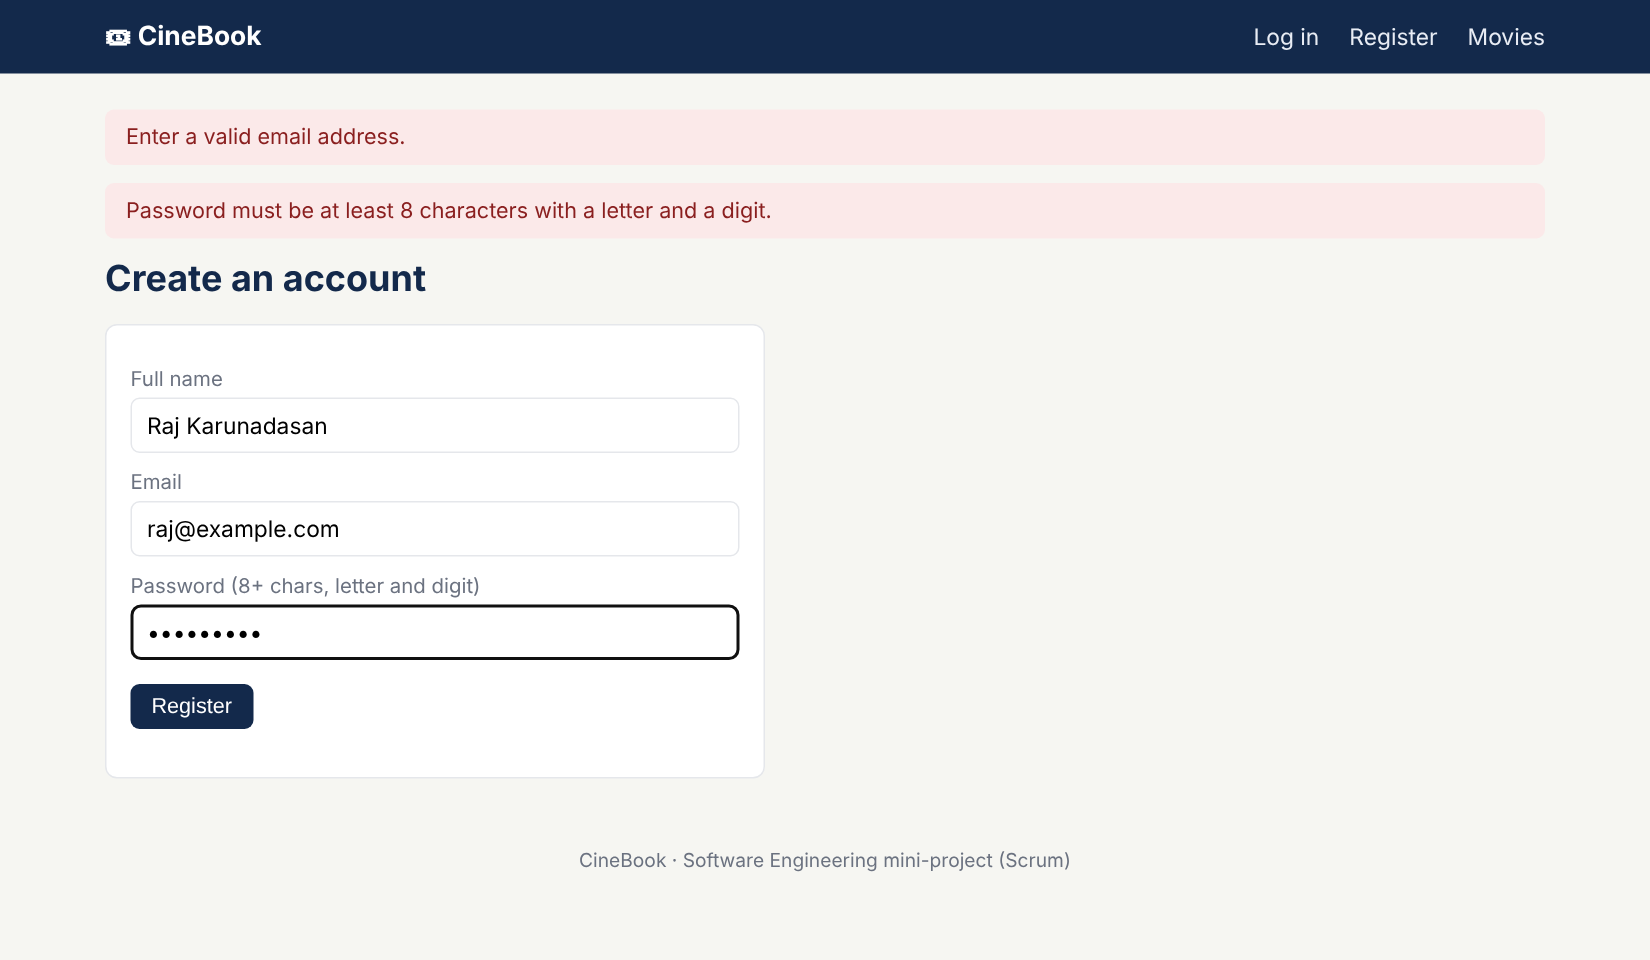 CineBook
Log in Register Movies
Enter a valid email address.
Password must be at least 8 characters with a letter and a digit.
Create an account
Full name
Raj Karunadasan
Email
raj@example.com
Password (8+ chars, letter and digit)
•••••••••
Register
CineBook · Software Engineering mini-project (Scrum)